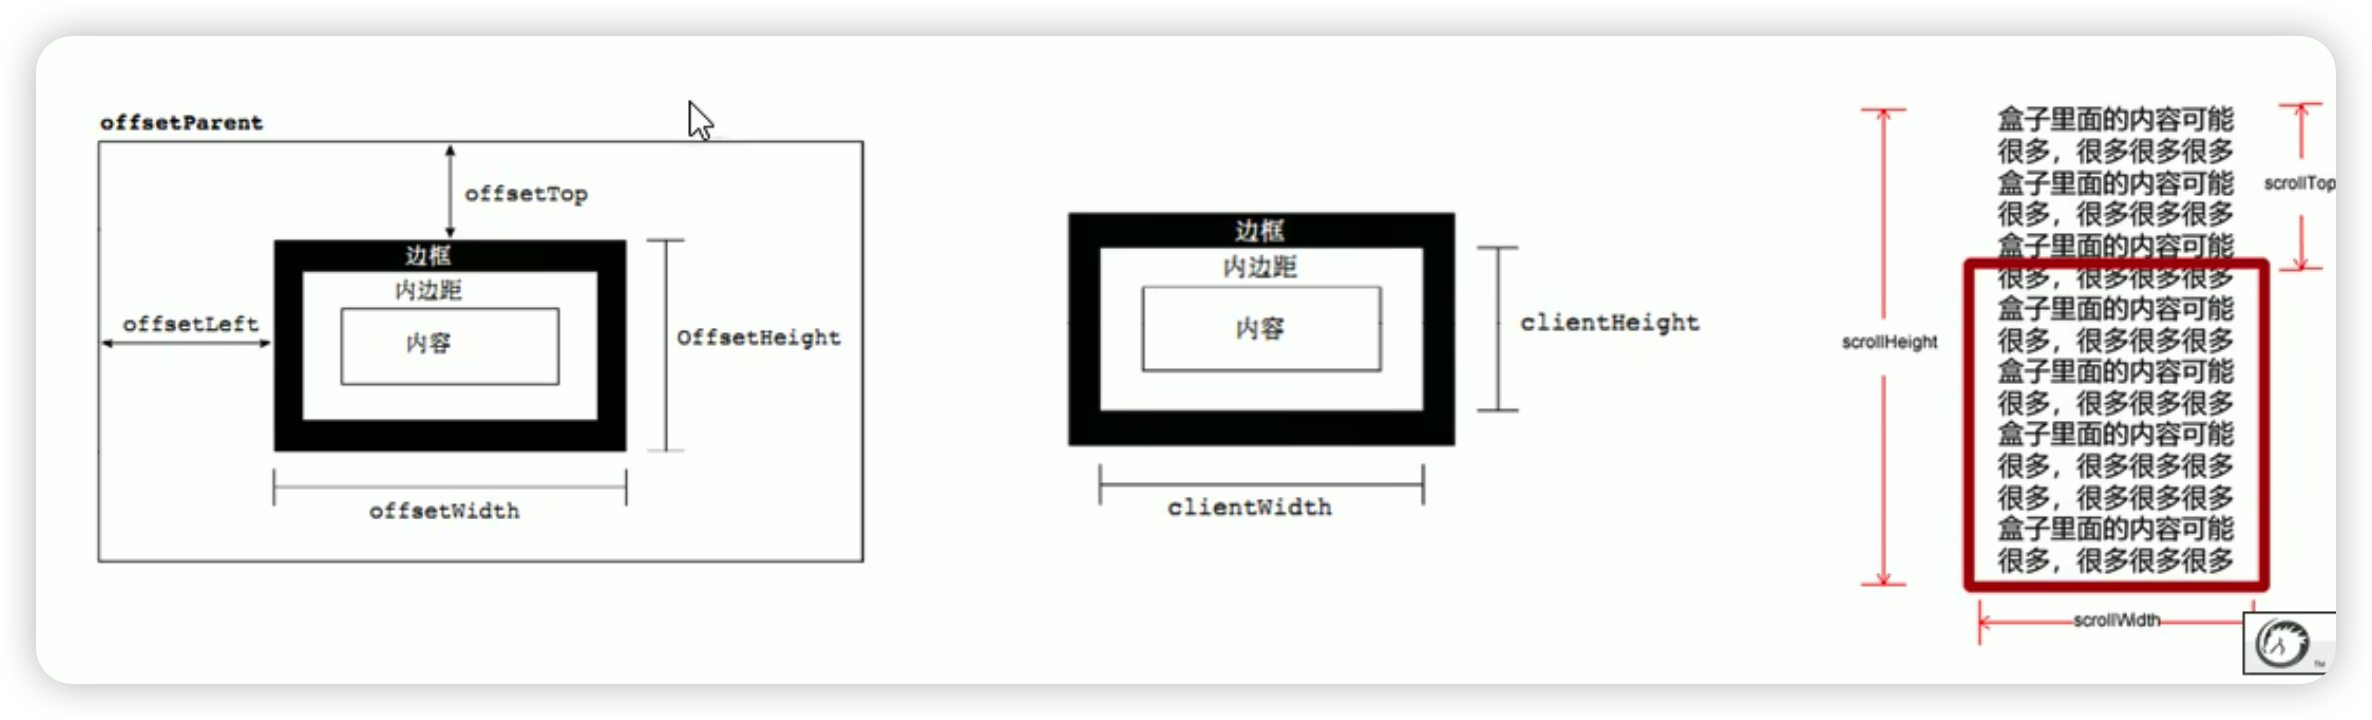 offsetParent
offsetTop
边框
内边距
offsetLeft
内容
OffsetHeight
offsetWidth
边框
内边距
内容
clientHeight
clientWidth
scrollHeight
盒子里面的内容可能
很多，很多很多很多
盒子里面的内容可能
很多，很多很多很多
盒子里面的内容可能
很多，很多很多很多
盒子里面的内容可能
很多，很多很多很多
盒子里面的内容可能
很多，很多很多很多
盒子里面的内容可能
很多，很多很多很多
很多，很多很多很多
盒子里面的内容可能
很多，很多很多很多
scrollTop
scrollWidth
TM